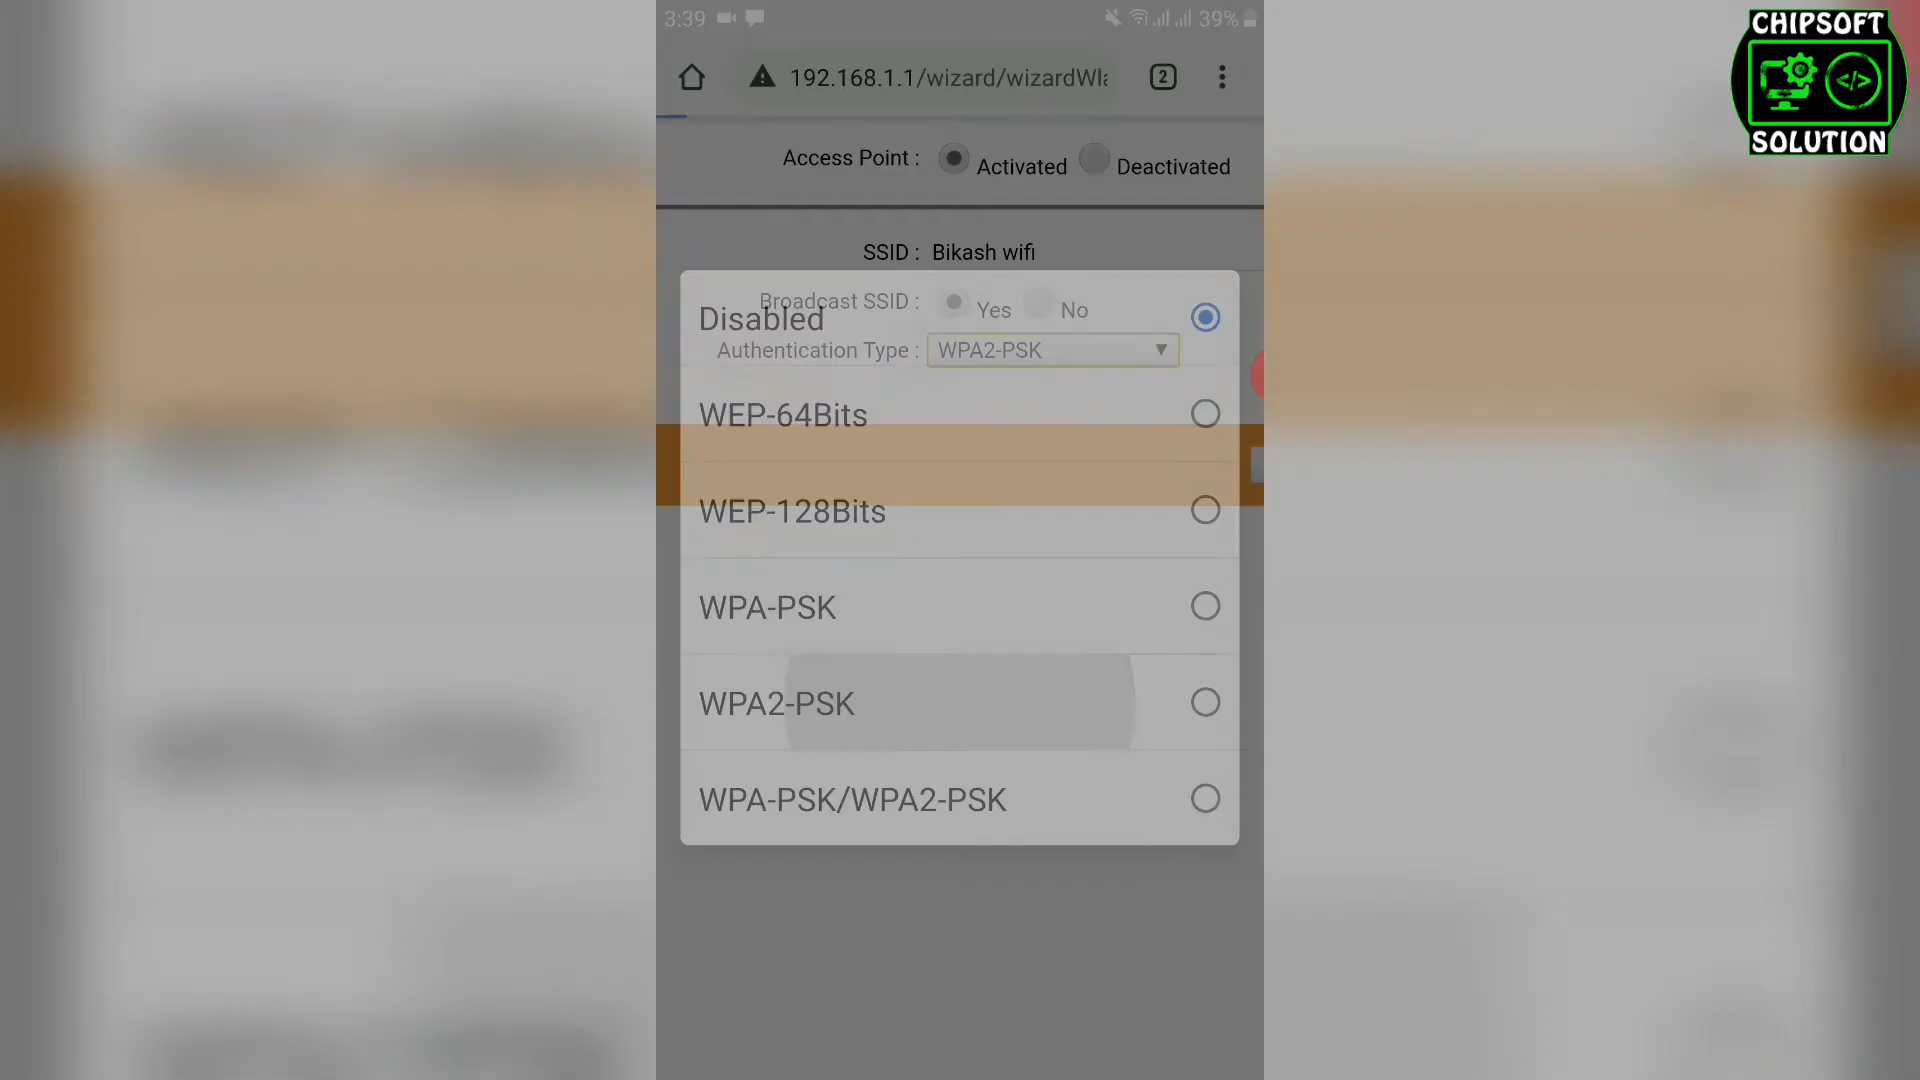 3:39 39%
192.168.1.1/wizard/wizardWla
2
Access Point : Activated Deactivated
SSID : Bikash wifi
Broadcast SSID : Yes No
Disabled
Authentication Type : WPA2-PSK
WEP-64Bits
WEP-128Bits
WPA-PSK
WPA2-PSK
WPA-PSK/WPA2-PSK
CHIPSOFT
</>
SOLUTION